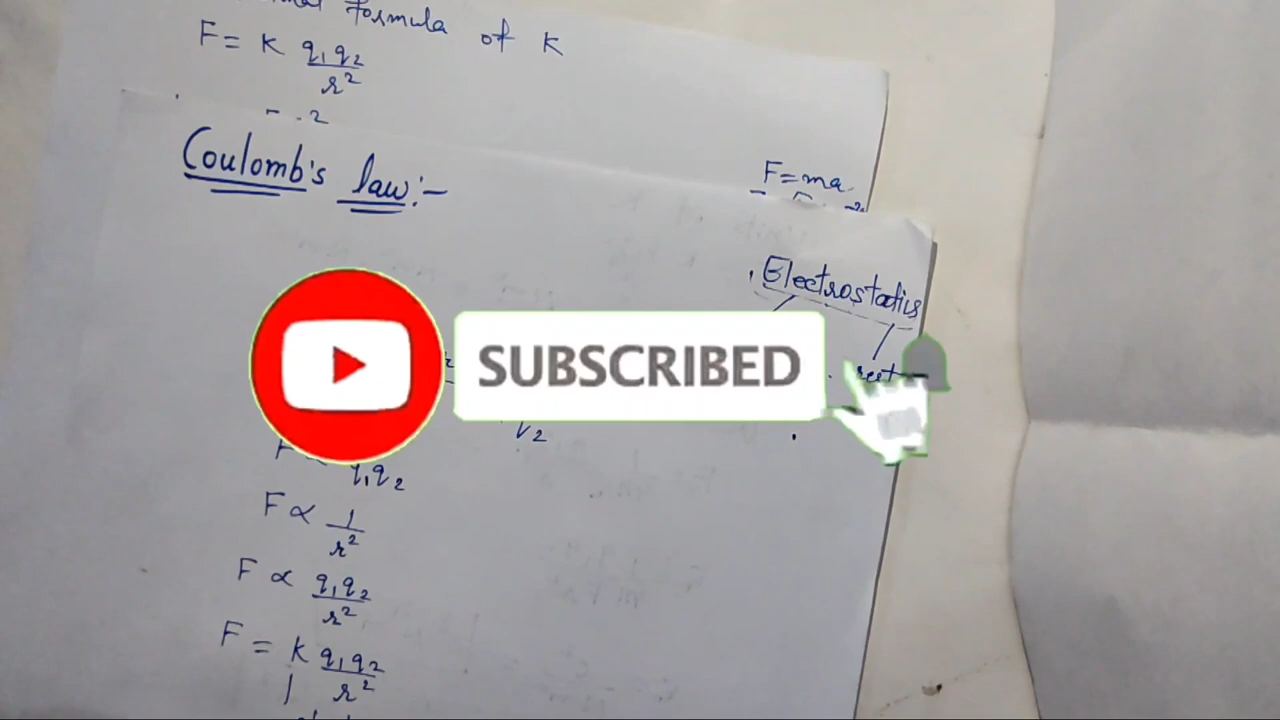 Formula of K
F = K q₁q₂
r²
Coulomb's law:-
F = ma
Electrostatics
SUBSCRIBED
q₁q₂
F ∝ 1
r²
F ∝ q₁q₂
r²
F = K q₁q₂
r²